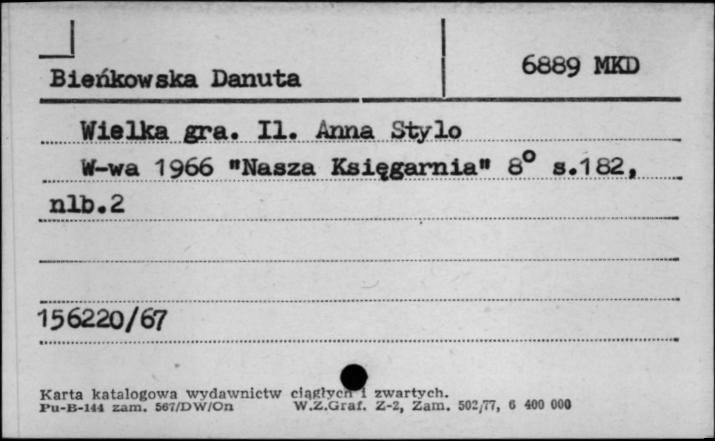 Bieńkowska Danuta
6889 MKD
Wielka gra. Il. Anna Stylo
W-wa 1966 "Nasza Księgarnia" 8° s.182,
nlb.2
156220/67
Karta katalogowa wydawnictw ciągłych i zwartych.
Pu-B-144 zam. 567/DW/On W.Z.Graf. Z-2, Zam. 502/77, 6 400 000